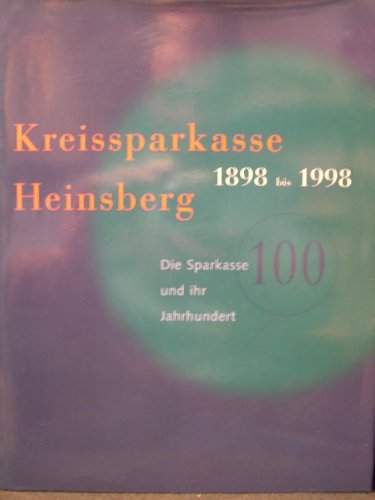 Kreissparkasse
Heinsberg
1898 bis 1998
Die Sparkasse
und ihr
Jahrhundert
100